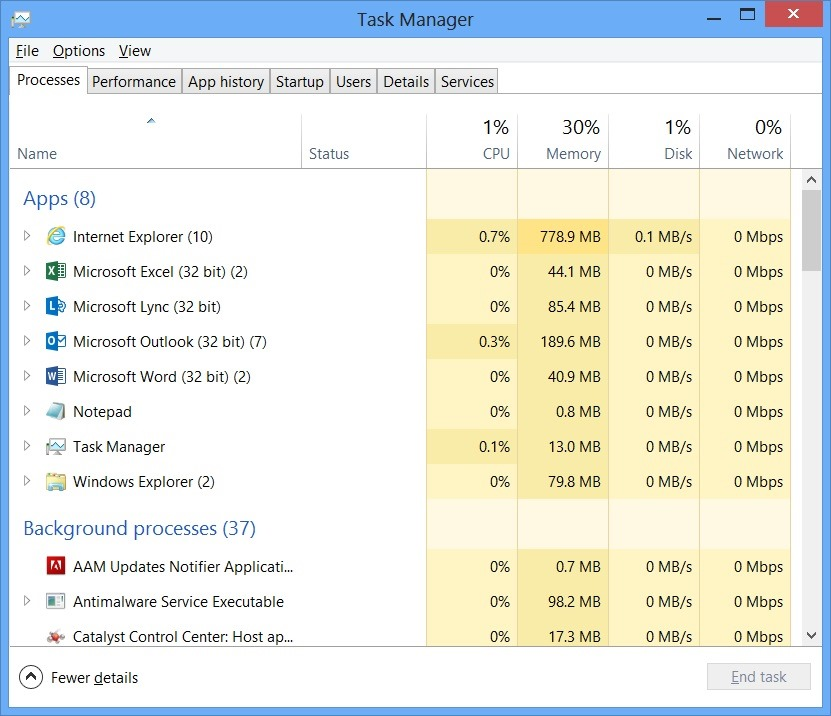 Task Manager
File Options View
Processes Performance App history Startup Users Details Services
1% 30% 1% 0%
Name Status CPU Memory Disk Network
Apps (8)
Internet Explorer (10) 0.7% 778.9 MB 0.1 MB/s 0 Mbps
Microsoft Excel (32 bit) (2) 0% 44.1 MB 0 MB/s 0 Mbps
Microsoft Lync (32 bit) 0% 85.4 MB 0 MB/s 0 Mbps
Microsoft Outlook (32 bit) (7) 0.3% 189.6 MB 0 MB/s 0 Mbps
Microsoft Word (32 bit) (2) 0% 40.9 MB 0 MB/s 0 Mbps
Notepad 0% 0.8 MB 0 MB/s 0 Mbps
Task Manager 0.1% 13.0 MB 0 MB/s 0 Mbps
Windows Explorer (2) 0% 79.8 MB 0 MB/s 0 Mbps
Background processes (37)
AAM Updates Notifier Applicati... 0% 0.7 MB 0 MB/s 0 Mbps
Antimalware Service Executable 0% 98.2 MB 0 MB/s 0 Mbps
Catalyst Control Center: Host ap... 0% 17.3 MB 0 MB/s 0 Mbps
Fewer details End task